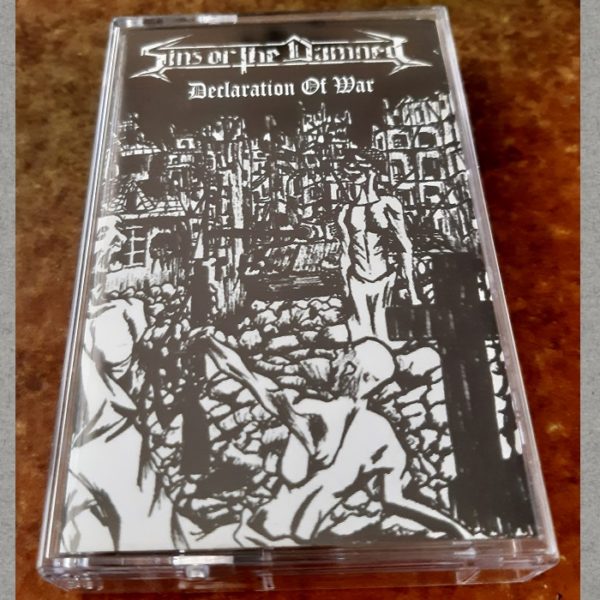 Sins of the Damned
Declaration Of War